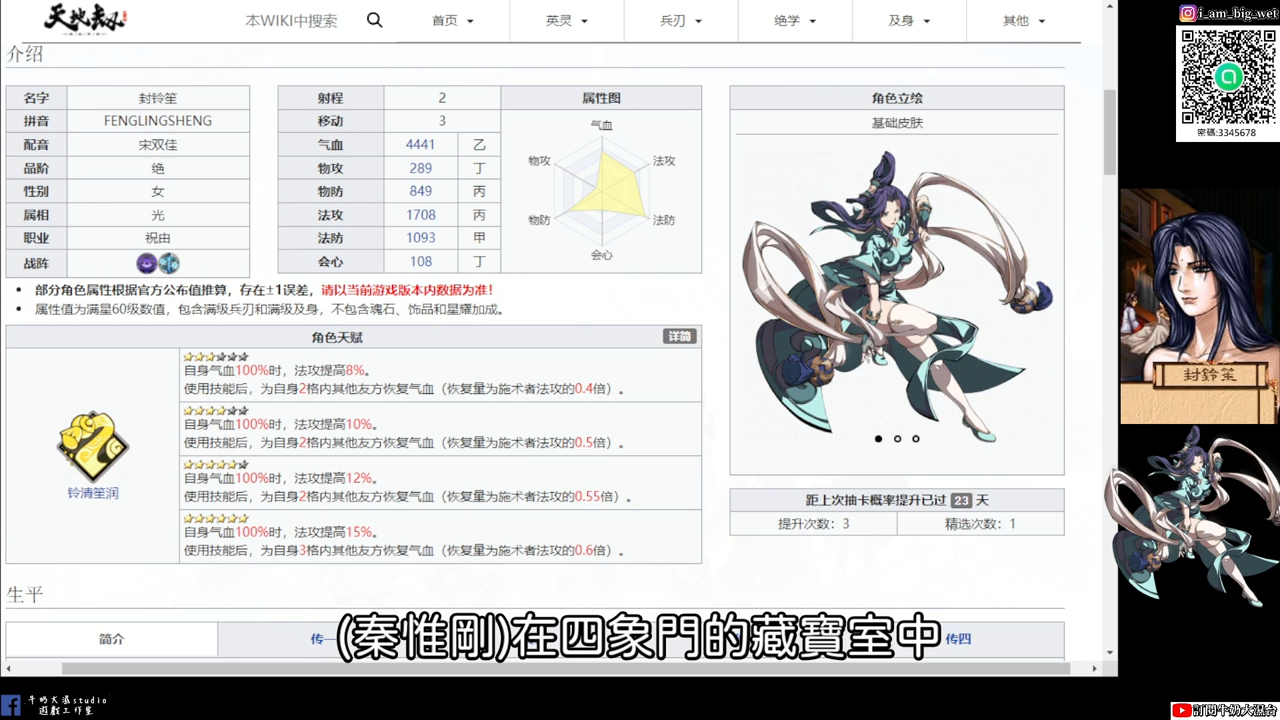 天地劫
本WIKI中搜索
首页
英灵
兵刃
绝学
及身
其他
介绍
名字 封铃笙
拼音 FENGLINGSHENG
配音 宋双佳
品阶 绝
性别 女
属相 光
职业 祝由
战阵
射程 2
移动 3
气血 4441 乙
物攻 289 丁
物防 849 丙
法攻 1708 丙
法防 1093 甲
会心 108 丁
属性图
气血
物攻 法攻
物防 法防
会心
部分角色属性根据官方公布值推算，存在±1误差，请以当前游戏版本内数据为准！
属性值为满星60级数值，包含满级兵刃和满级及身，不包含魂石、饰品和星耀加成。
角色天赋 详简
铃清笙润
自身气血100%时，法攻提高8%。
使用技能后，为自身2格内其他友方恢复气血（恢复量为施术者法攻的0.4倍）。
自身气血100%时，法攻提高10%。
使用技能后，为自身2格内其他友方恢复气血（恢复量为施术者法攻的0.5倍）。
自身气血100%时，法攻提高12%。
使用技能后，为自身2格内其他友方恢复气血（恢复量为施术者法攻的0.55倍）。
自身气血100%时，法攻提高15%。
使用技能后，为自身3格内其他友方恢复气血（恢复量为施术者法攻的0.6倍）。
角色立绘
基础皮肤
距上次抽卡概率提升已过 23 天
提升次数：3 精选次数：1
生平
简介 传一 传四
(秦惟剛)在四象門的藏寶室中
i_am_big_wet
密碼:3345678
封鈴笙
牛奶大濕studio
遊戲工作室
訂閱牛奶大濕台